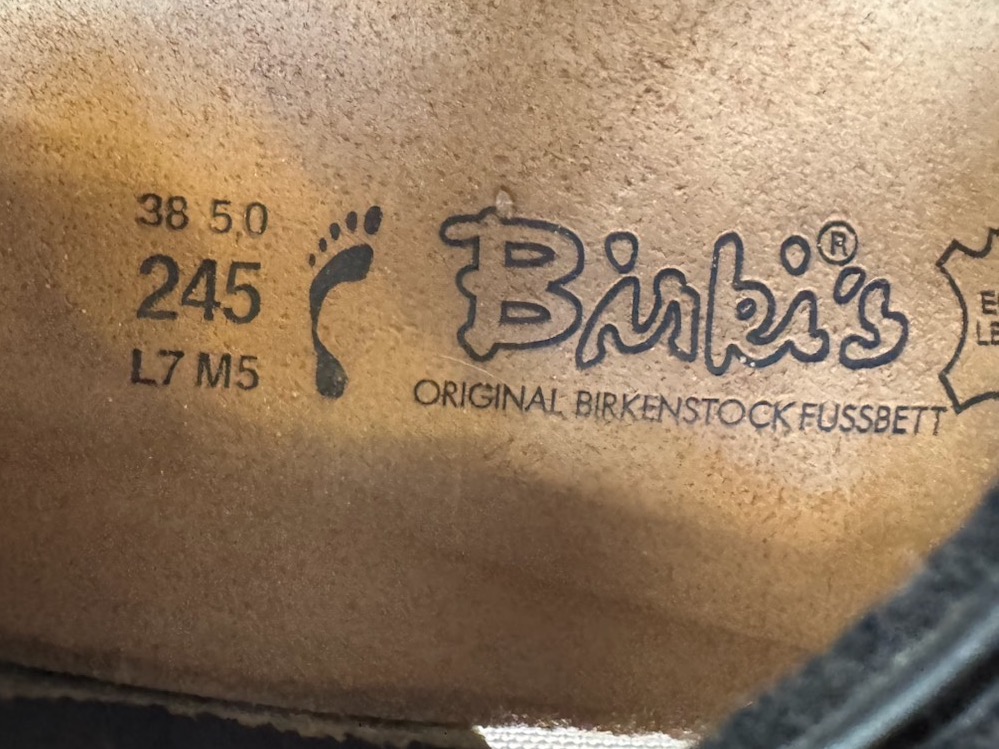 38 5,0
245
L7 M5
Birki's®
ORIGINAL BIRKENSTOCK FUSSBETT